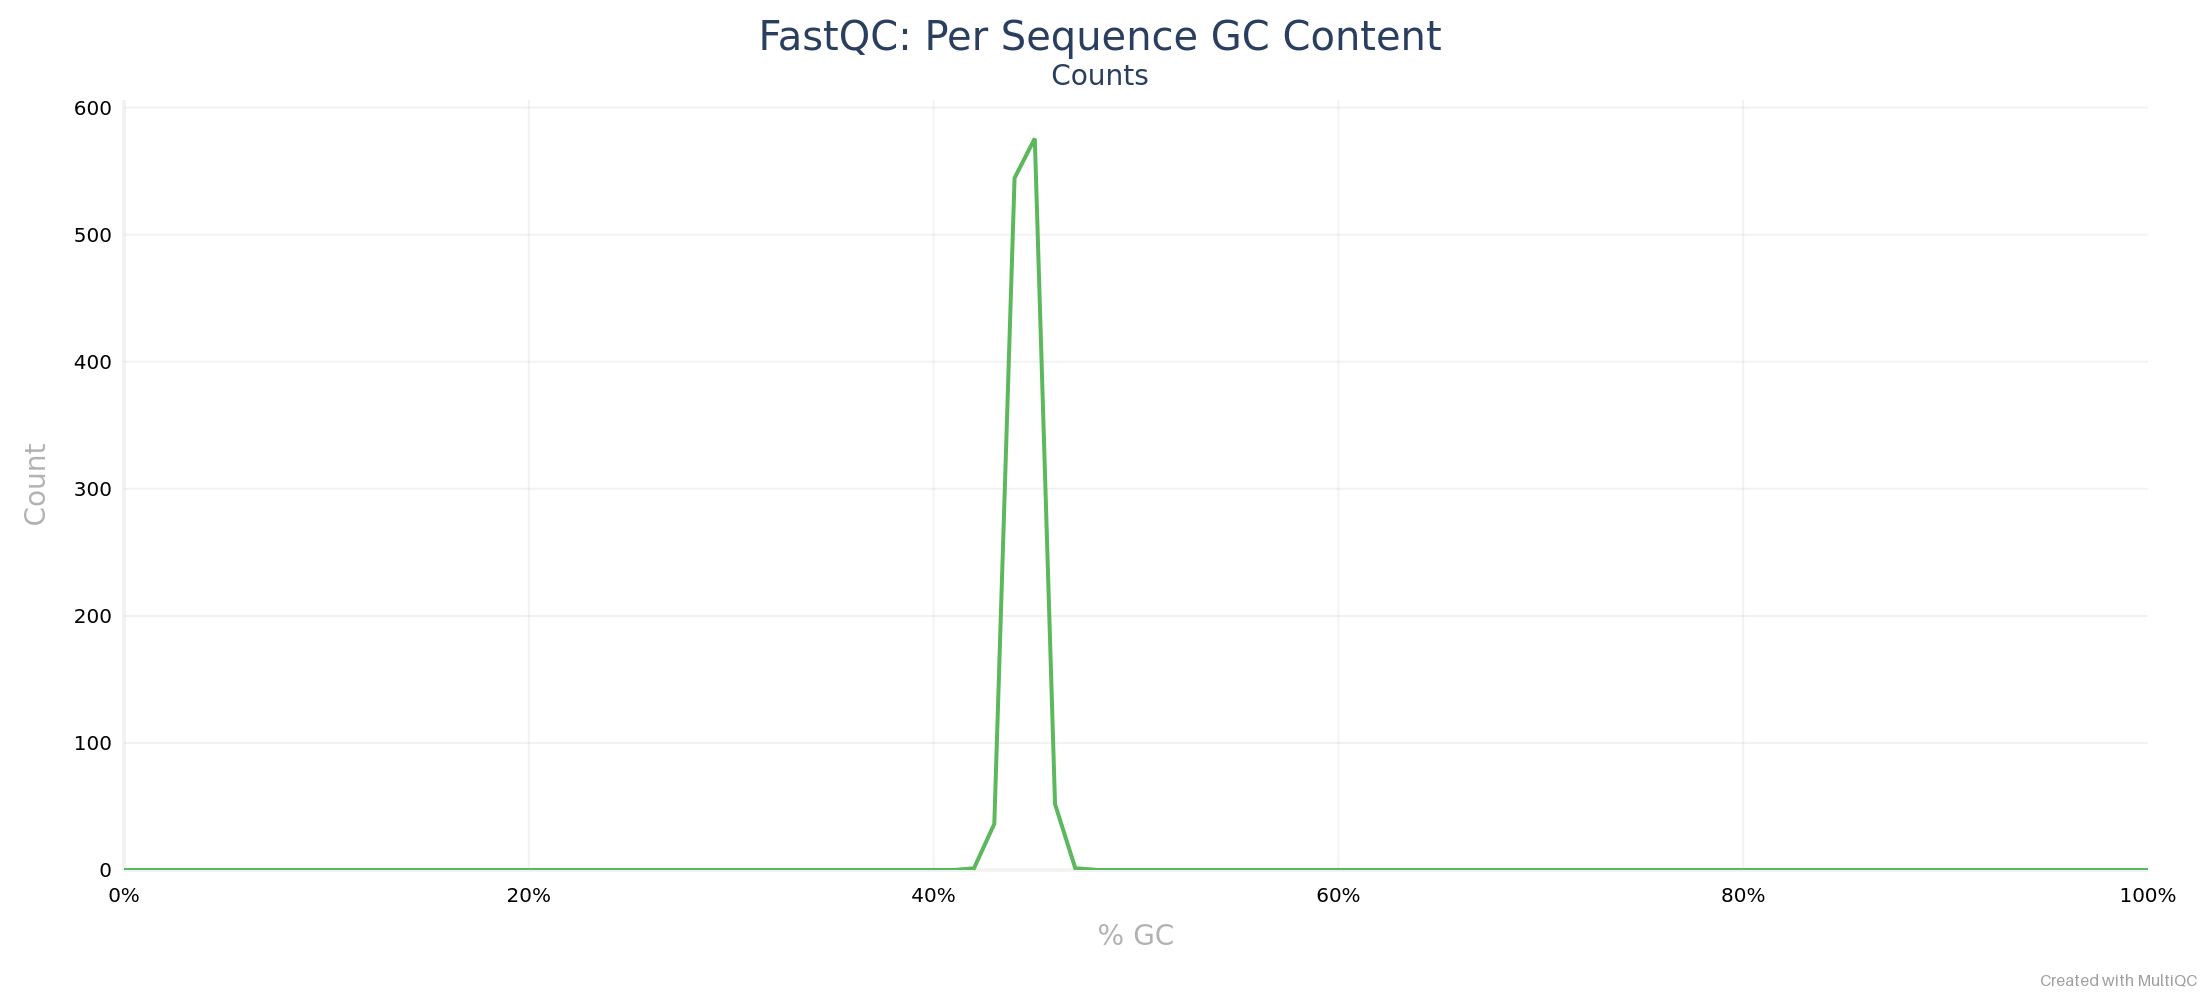 FastQC: Per Sequence GC Content
Counts
600
500
400
300
200
100
0
Count
0% 20% 40% 60% 80% 100%
% GC
Created with MultiQC